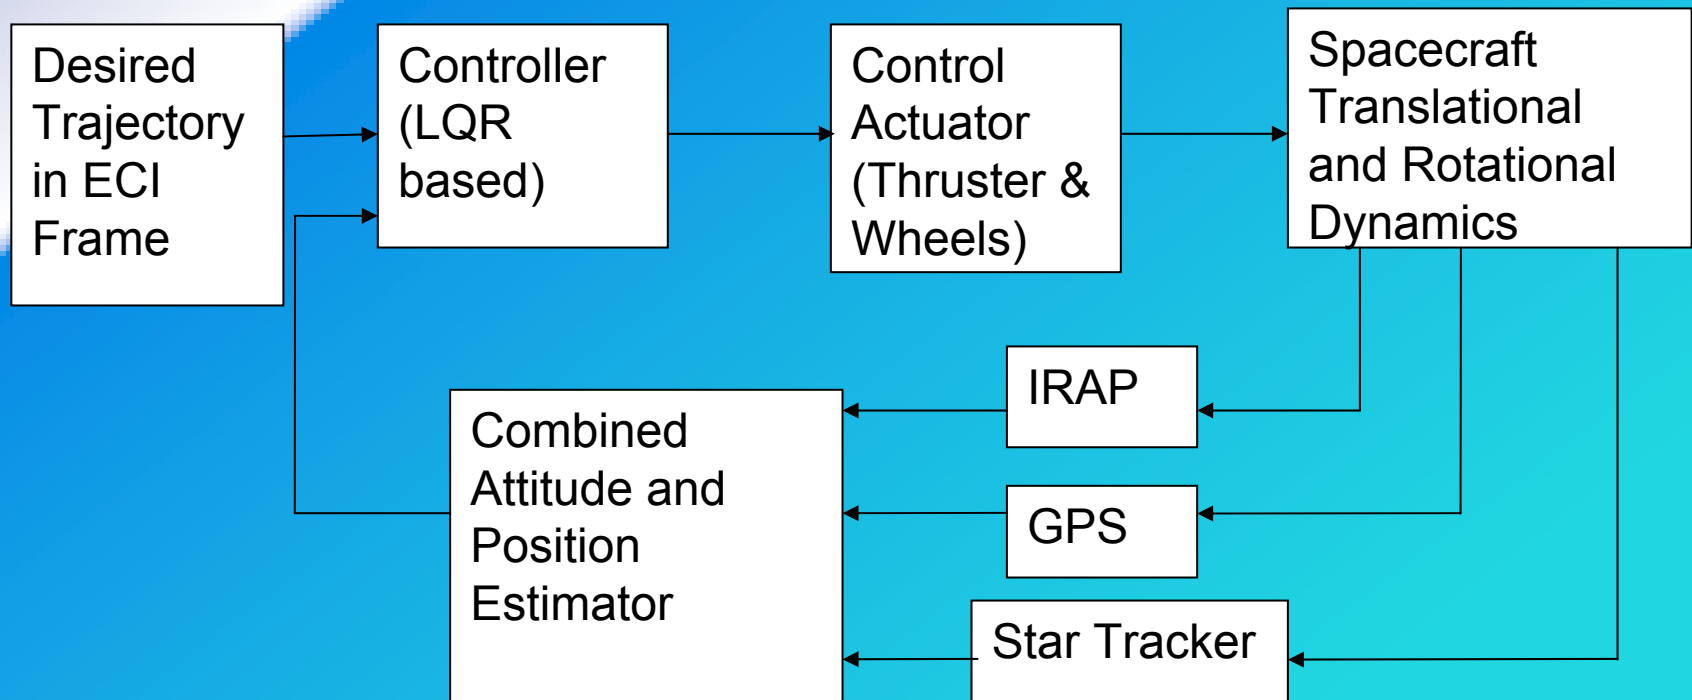 Desired
Trajectory
in ECI
Frame
Controller
(LQR
based)
Control
Actuator
(Thruster &
Wheels)
Spacecraft
Translational
and Rotational
Dynamics
IRAP
GPS
Star Tracker
Combined
Attitude and
Position
Estimator